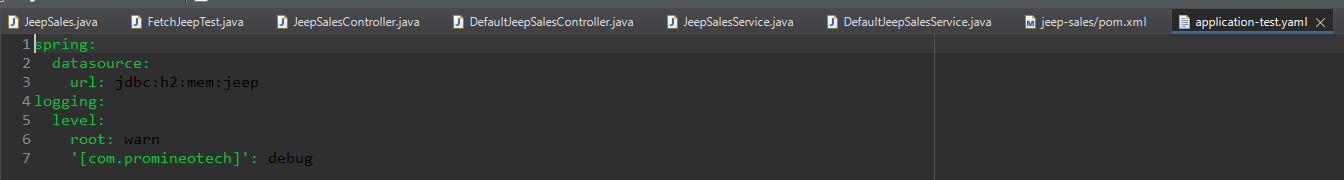 JeepSales.java FetchJeepTest.java JeepSalesController.java DefaultJeepSalesController.java JeepSalesService.java DefaultJeepSalesService.java jeep-sales/pom.xml application-test.yaml
1 spring:
2 datasource:
3 url: jdbc:h2:mem:jeep
4 logging:
5 level:
6 root: warn
7 '[com.promineotech]': debug